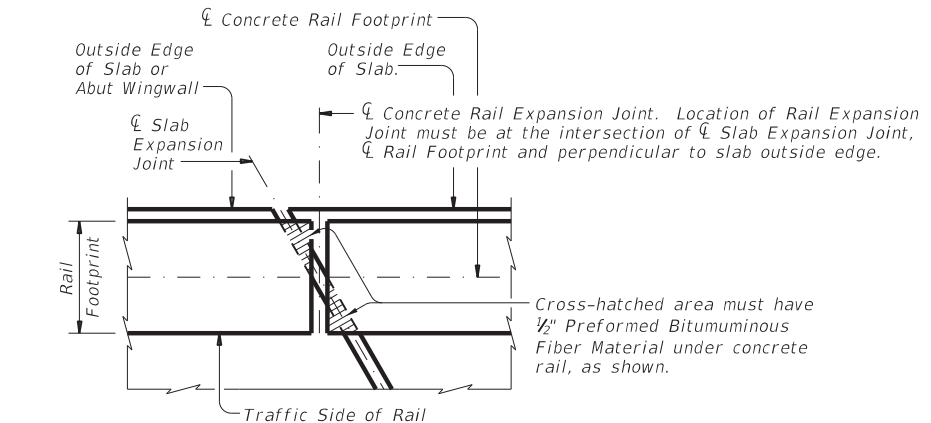 ℄ Concrete Rail Footprint
Outside Edge
of Slab or
Abut Wingwall
Outside Edge
of Slab.
℄ Slab
Expansion
Joint
℄ Concrete Rail Expansion Joint. Location of Rail Expansion
Joint must be at the intersection of ℄ Slab Expansion Joint,
℄ Rail Footprint and perpendicular to slab outside edge.
Rail
Footprint
Cross-hatched area must have
½" Preformed Bitumuminous
Fiber Material under concrete
rail, as shown.
Traffic Side of Rail